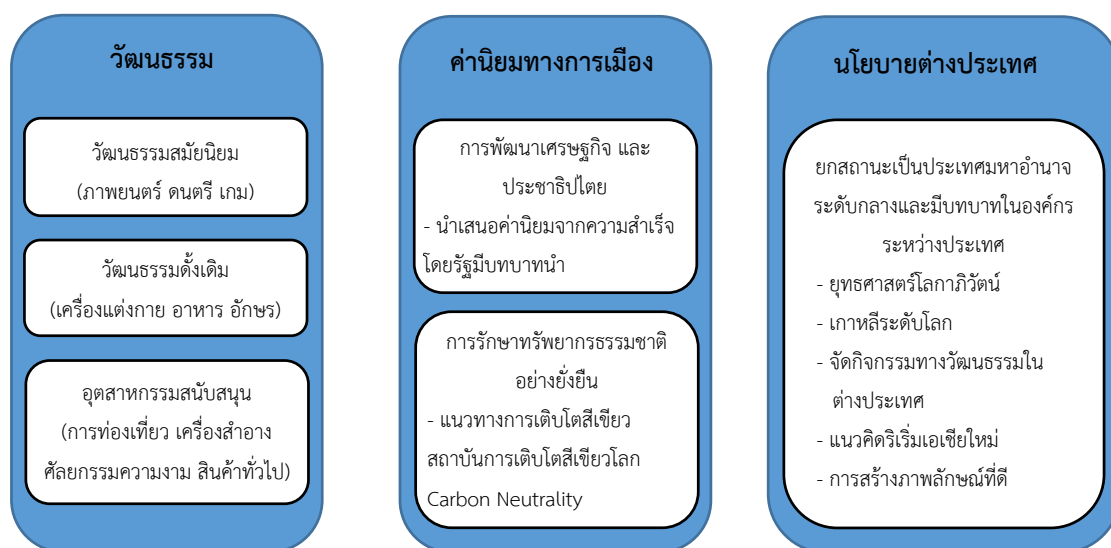 วัฒนธรรม
วัฒนธรรมสมัยนิยม
(ภาพยนตร์ ดนตรี เกม)
วัฒนธรรมดั้งเดิม
(เครื่องแต่งกาย อาหาร อักษร)
อุตสาหกรรมสนับสนุน
(การท่องเที่ยว เครื่องสำอาง
ศัลยกรรมความงาม สินค้าทั่วไป)
ค่านิยมทางการเมือง
การพัฒนาเศรษฐกิจ และ
ประชาธิปไตย
- นำเสนอค่านิยมจากความสำเร็จ
โดยรัฐมีบทบาทนำ
การรักษาทรัพยากรธรรมชาติ
อย่างยั่งยืน
- แนวทางการเติบโตสีเขียว
สถาบันการเติบโตสีเขียวโลก
Carbon Neutrality
นโยบายต่างประเทศ
ยกสถานะเป็นประเทศมหาอำนาจ
ระดับกลางและมีบทบาทในองค์กร
ระหว่างประเทศ
- ยุทธศาสตร์โลกาภิวัตน์
- เกาหลีระดับโลก
- จัดกิจกรรมทางวัฒนธรรมใน
ต่างประเทศ
- แนวคิดริเริ่มเอเชียใหม่
- การสร้างภาพลักษณ์ที่ดี